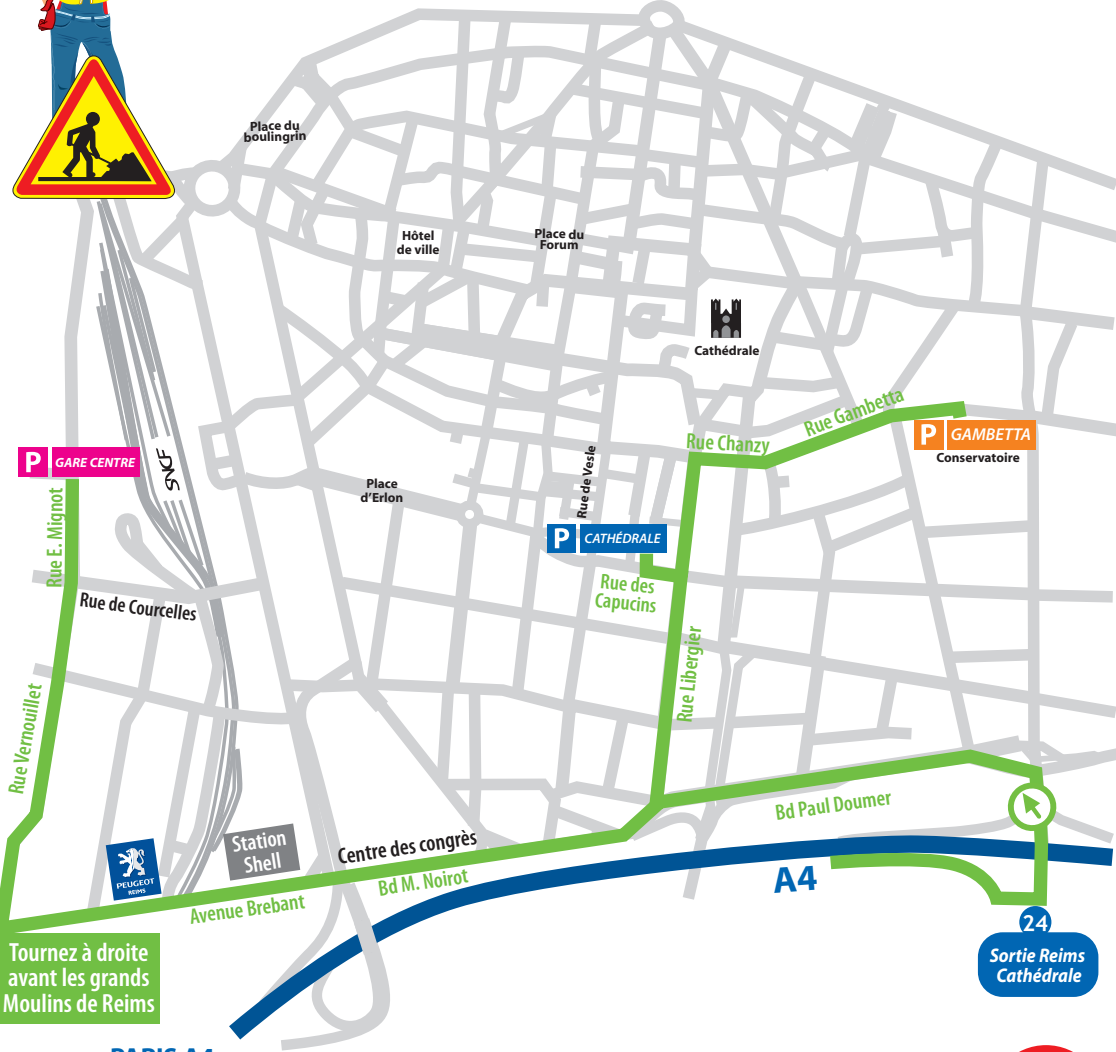 Place du
boulingrin
Hôtel
de ville
Place du
Forum
Cathédrale
Rue Gambetta
Rue Chanzy
P GAMBETTA
Conservatoire
P GARE CENTRE
SNCF
Place
d'Erlon
Rue de Vesle
P CATHÉDRALE
Rue E. Mignot
Rue des
Capucins
Rue de Courcelles
Rue Libergier
Rue Vernouillet
Bd Paul Doumer
Station
Shell
Centre des congrès
PEUGEOT
REIMS
Bd M. Noirot
A4
Avenue Brebant
24
Sortie Reims
Cathédrale
Tournez à droite
avant les grands
Moulins de Reims
PARIS A4